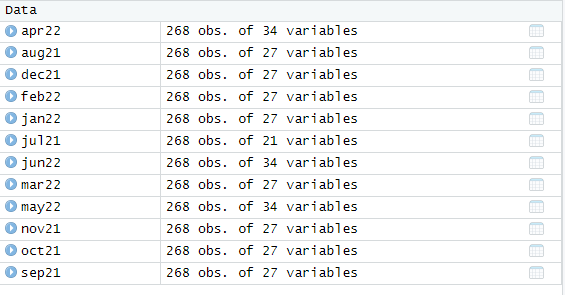 Data
apr22 268 obs. of 34 variables
aug21 268 obs. of 27 variables
dec21 268 obs. of 27 variables
feb22 268 obs. of 27 variables
jan22 268 obs. of 27 variables
jul21 268 obs. of 21 variables
jun22 268 obs. of 34 variables
mar22 268 obs. of 27 variables
may22 268 obs. of 34 variables
nov21 268 obs. of 27 variables
oct21 268 obs. of 27 variables
sep21 268 obs. of 27 variables